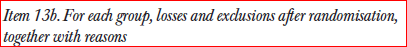 Item 13b. For each group, losses and exclusions after randomisation,
together with reasons